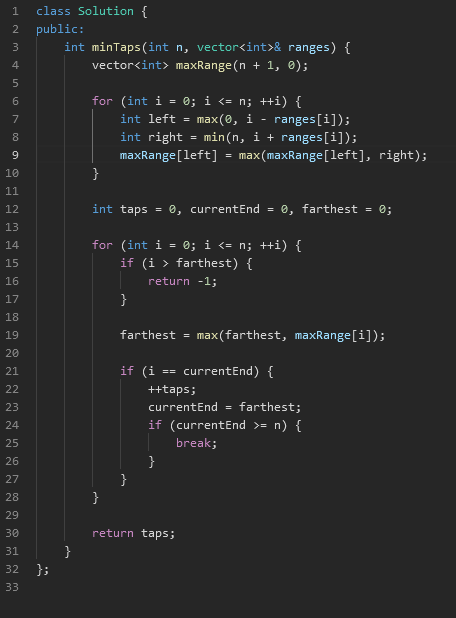 1 class Solution {
2 public:
3     int minTaps(int n, vector<int>& ranges) {
4         vector<int> maxRange(n + 1, 0);
5
6         for (int i = 0; i <= n; ++i) {
7             int left = max(0, i - ranges[i]);
8             int right = min(n, i + ranges[i]);
9             maxRange[left] = max(maxRange[left], right);
10         }
11
12         int taps = 0, currentEnd = 0, farthest = 0;
13
14         for (int i = 0; i <= n; ++i) {
15             if (i > farthest) {
16                 return -1;
17             }
18
19             farthest = max(farthest, maxRange[i]);
20
21             if (i == currentEnd) {
22                 ++taps;
23                 currentEnd = farthest;
24                 if (currentEnd >= n) {
25                     break;
26                 }
27             }
28         }
29
30         return taps;
31     }
32 };
33